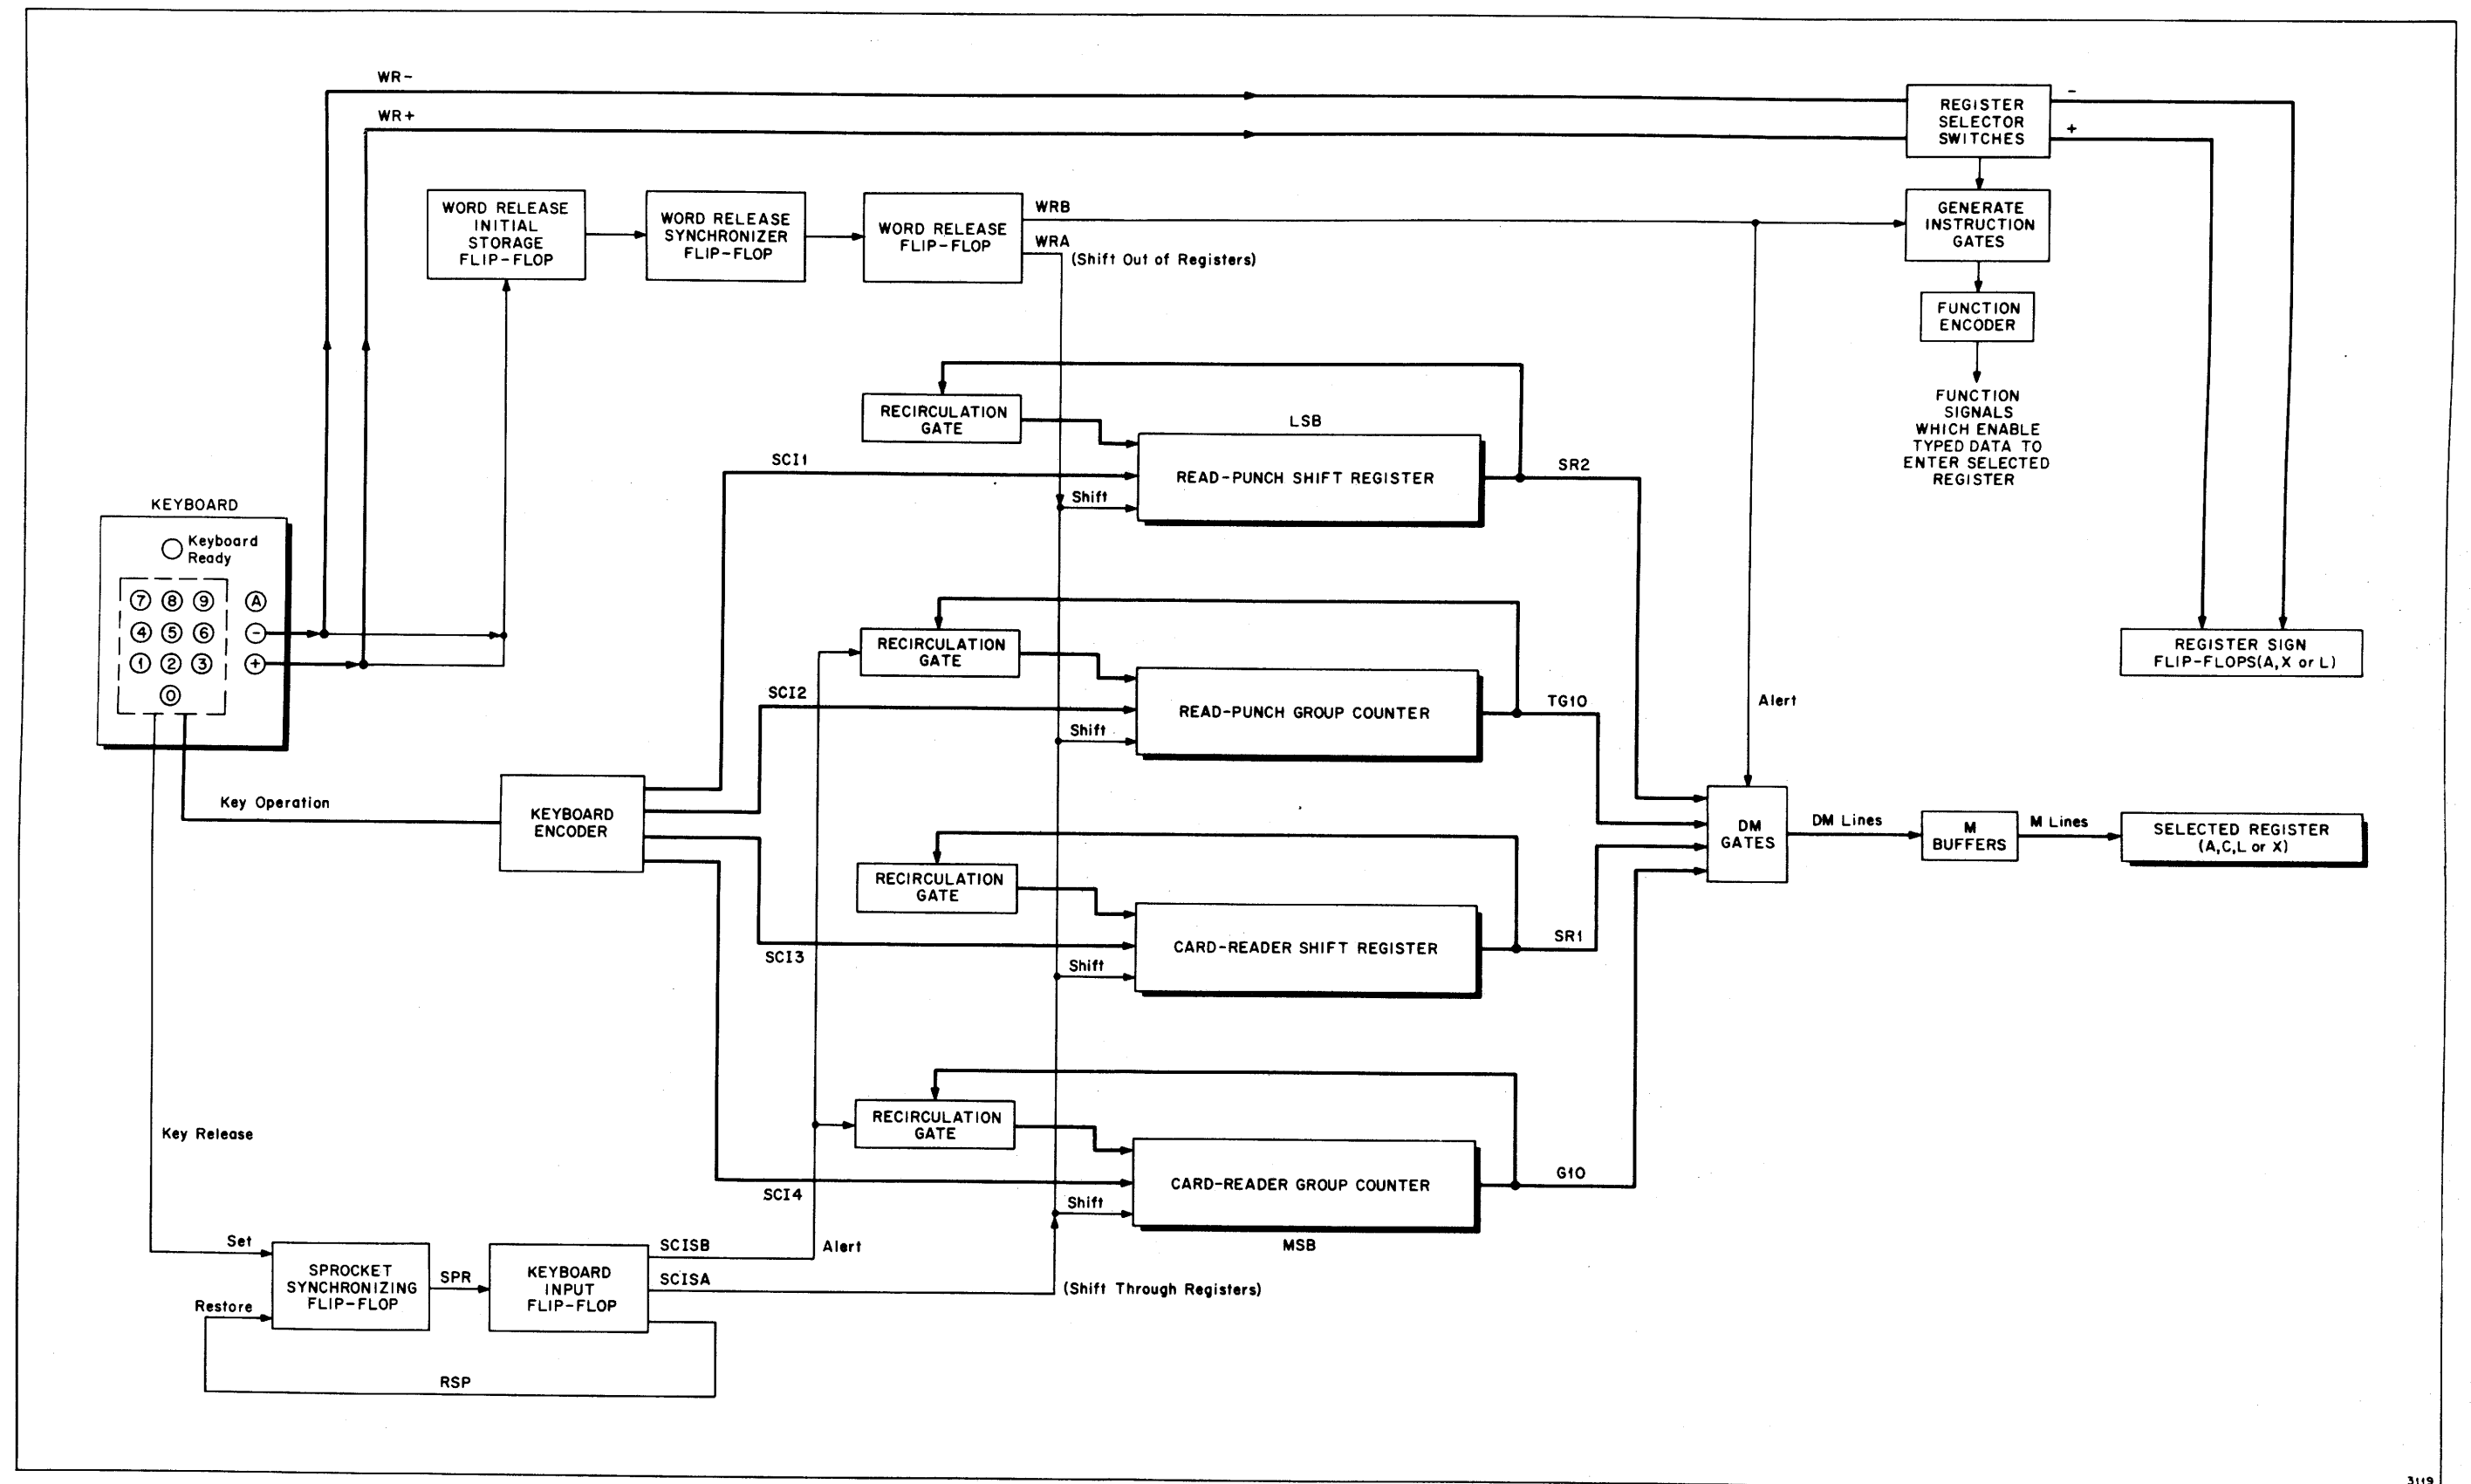 WR-
WR+
REGISTER
SELECTOR
SWITCHES
-
+
WORD RELEASE
INITIAL
STORAGE
FLIP-FLOP
WORD RELEASE
SYNCHRONIZER
FLIP-FLOP
WORD RELEASE
FLIP-FLOP
WRB
WRA
(Shift Out of Registers)
GENERATE
INSTRUCTION
GATES
FUNCTION
ENCODER
FUNCTION
SIGNALS
WHICH ENABLE
TYPED DATA TO
ENTER SELECTED
REGISTER
RECIRCULATION
GATE
LSB
SCI1
READ-PUNCH SHIFT REGISTER
SR2
Shift
KEYBOARD
Keyboard
Ready
7 8 9 A
4 5 6 -
1 2 3 +
0
RECIRCULATION
GATE
SCI2
READ-PUNCH GROUP COUNTER
TG10
Shift
Alert
REGISTER SIGN
FLIP-FLOPS(A,X or L)
Key Operation
KEYBOARD
ENCODER
DM
GATES
DM Lines
M
BUFFERS
M Lines
SELECTED REGISTER
(A,C,L or X)
RECIRCULATION
GATE
SCI3
CARD-READER SHIFT REGISTER
SR1
Shift
Key Release
RECIRCULATION
GATE
SCI4
CARD-READER GROUP COUNTER
G10
Shift
MSB
Set
Restore
SPROCKET
SYNCHRONIZING
FLIP-FLOP
SPR
KEYBOARD
INPUT
FLIP-FLOP
SCISB
Alert
SCISA
(Shift Through Registers)
RSP
3119